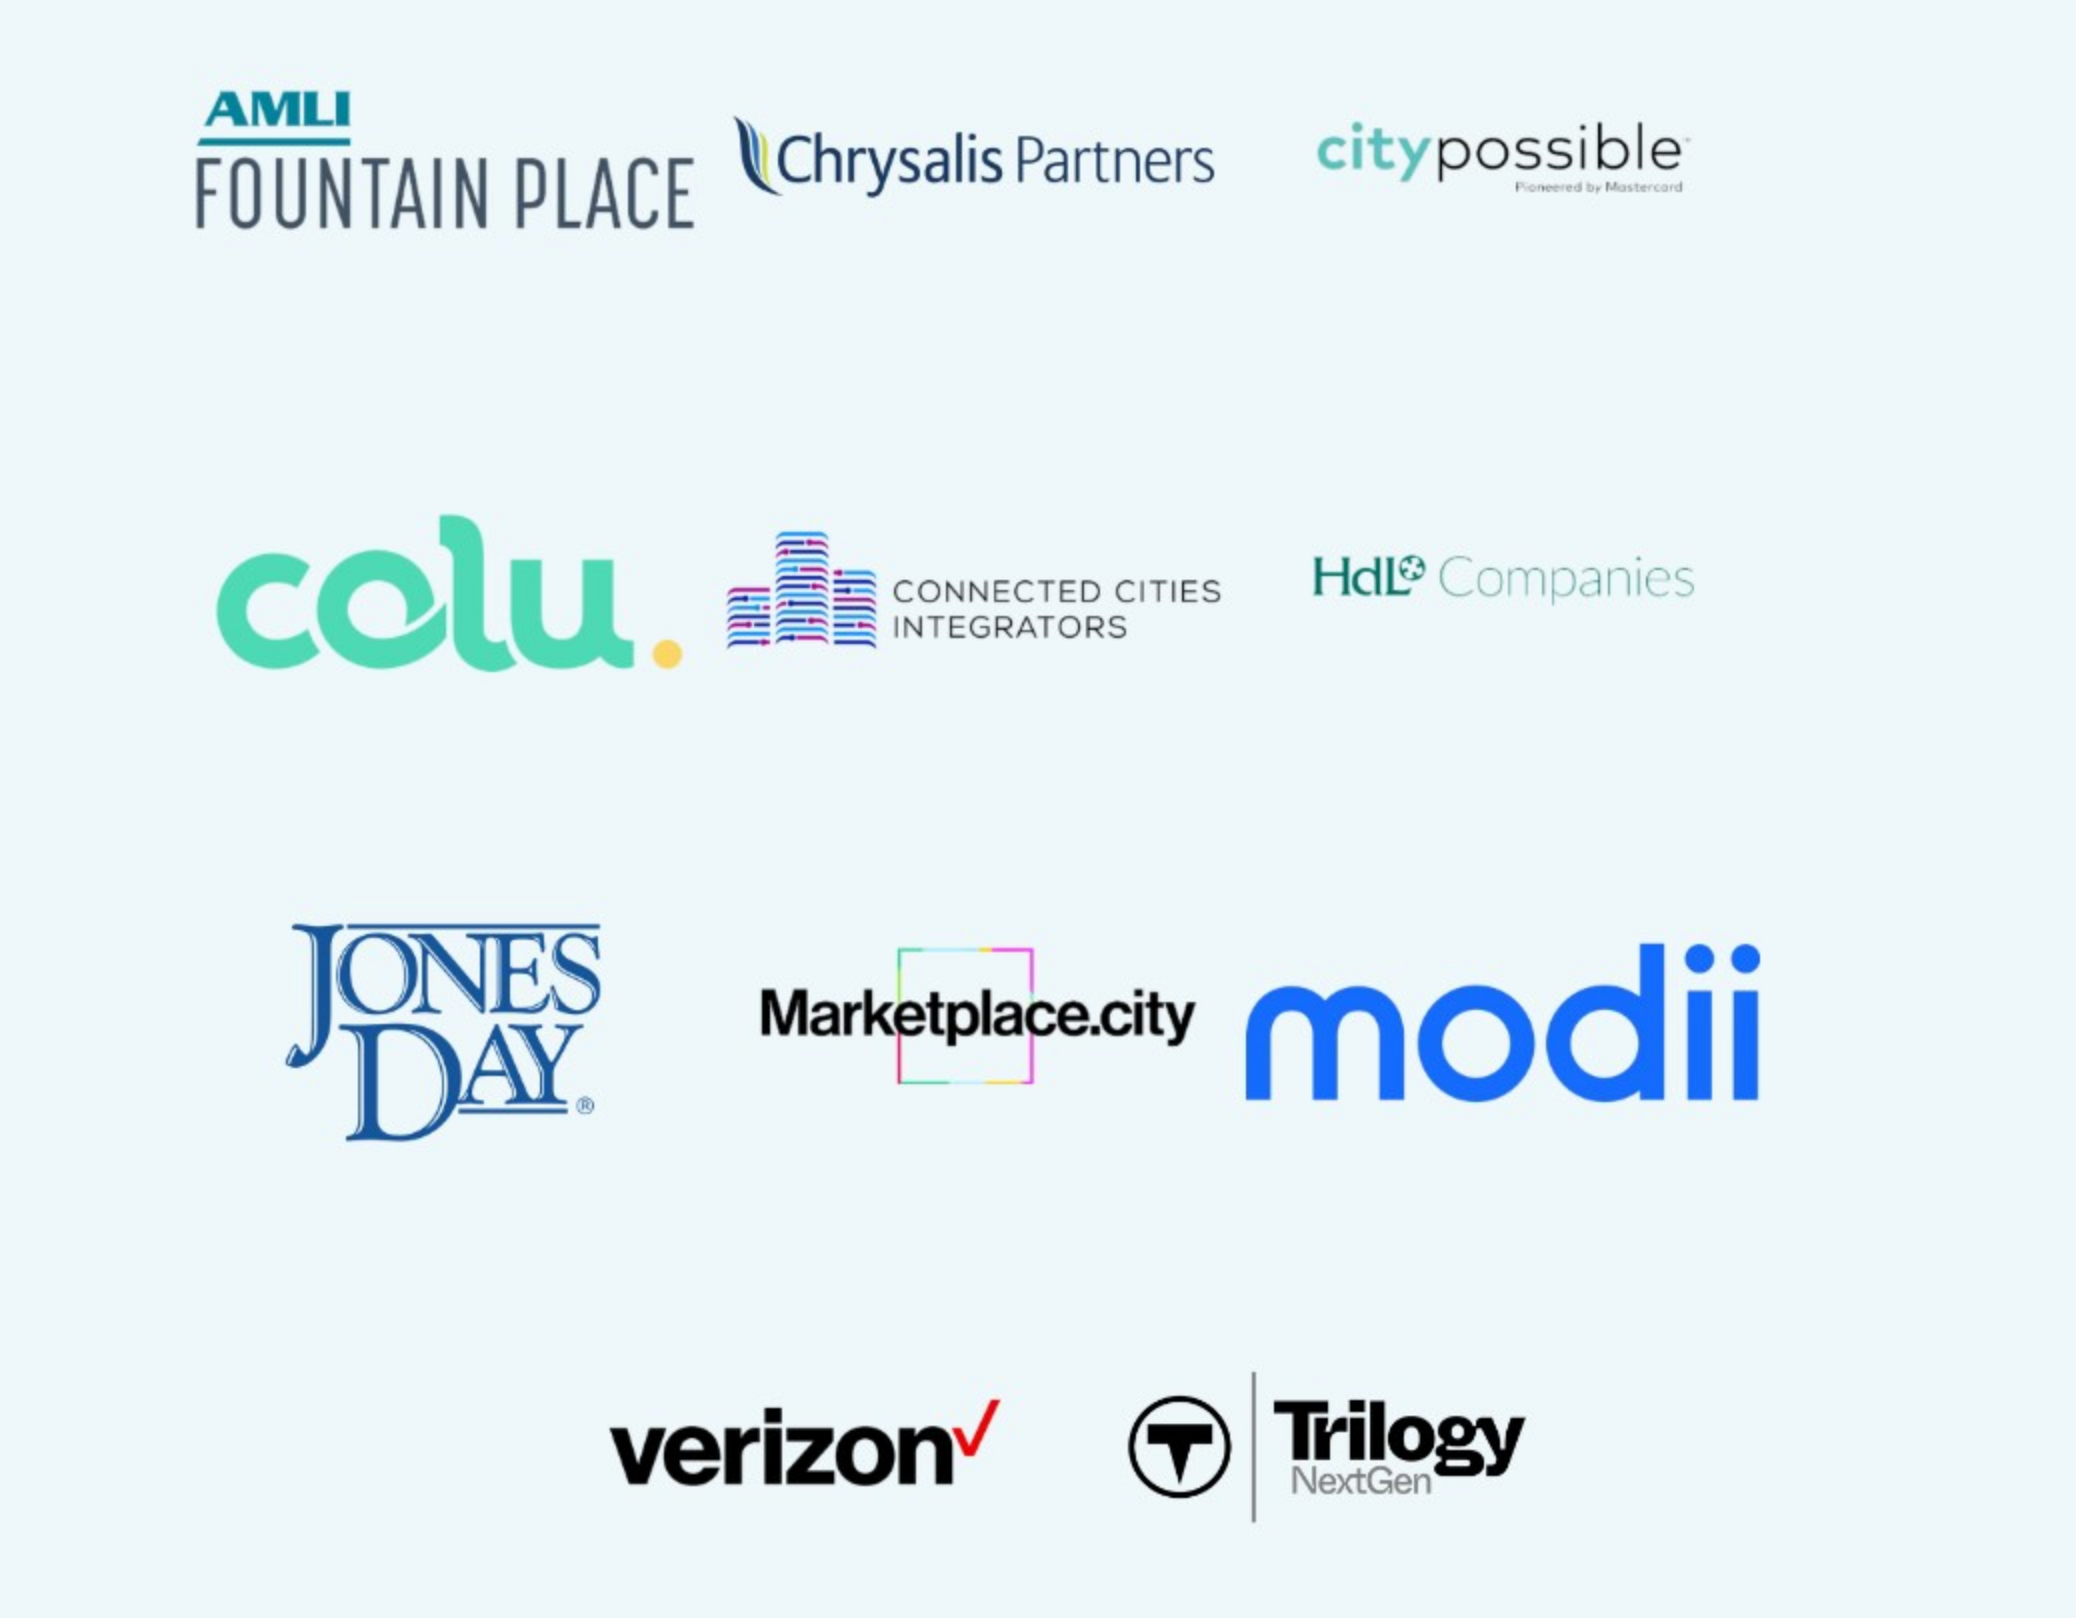 AMLI
FOUNTAIN PLACE
Chrysalis Partners
citypossible™
Pioneered by Mastercard
colu.
CONNECTED CITIES
INTEGRATORS
HdL® Companies
JONES
DAY®
Marketplace.city
modii
verizon✓
T
Trilogy
NextGen